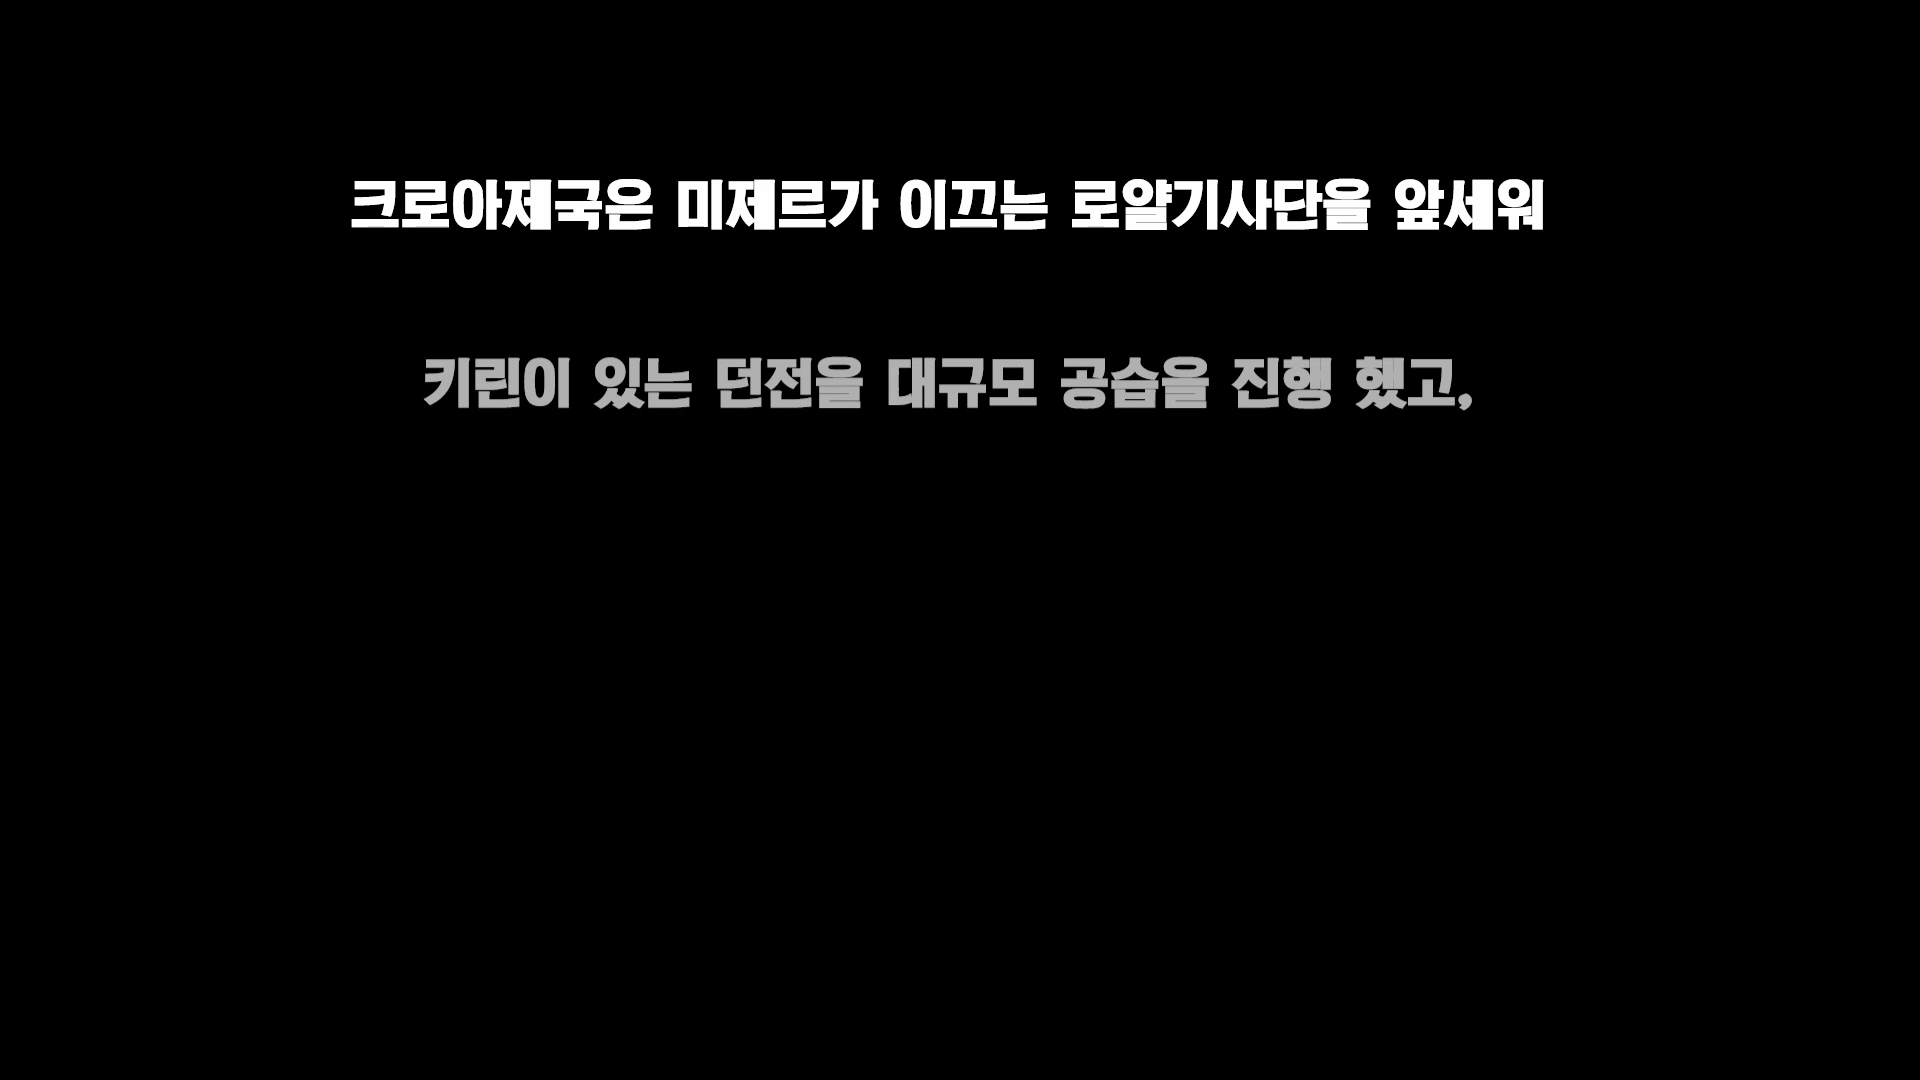 크로아제국은 미제르가 이끄는 로얄기사단을 앞세워
키린이 있는 던전을 대규모 공습을 진행 했고,